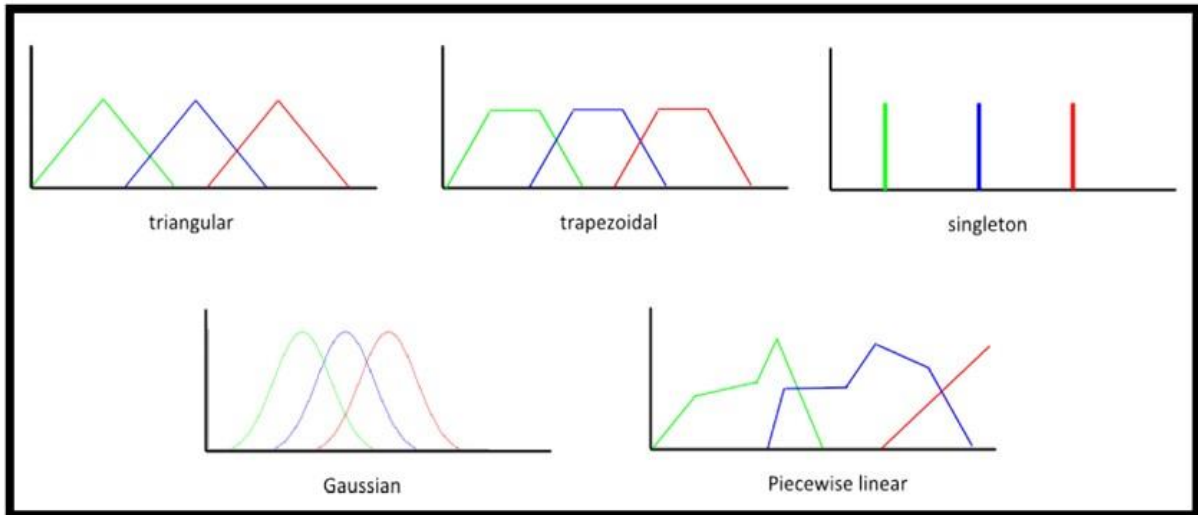 triangular
trapezoidal
singleton
Gaussian
Piecewise linear